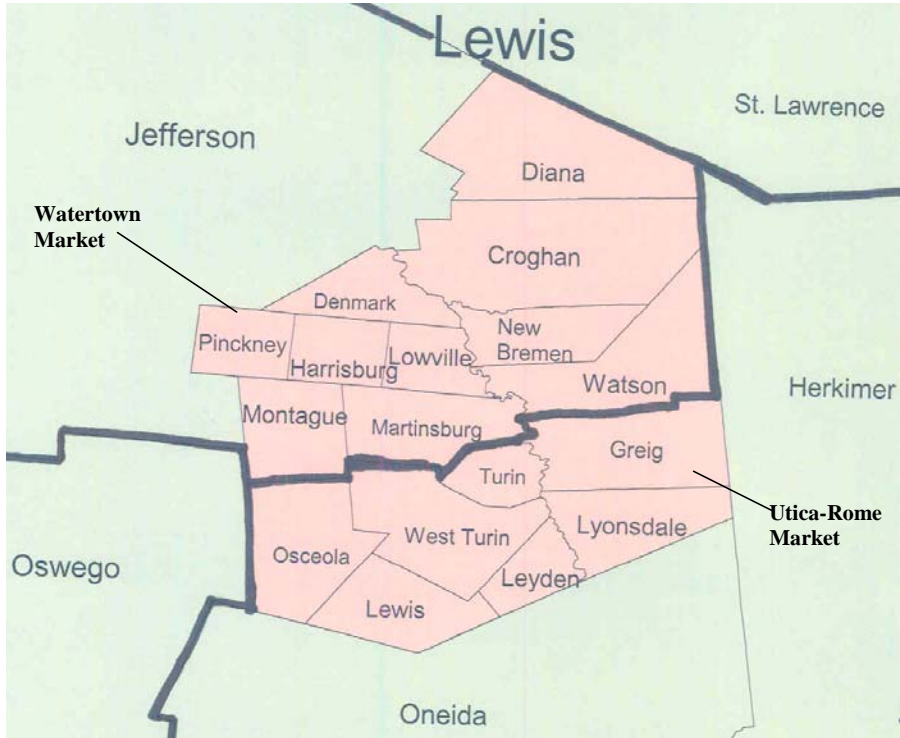 Lewis
St. Lawrence
Jefferson
Diana
Watertown
Market
Croghan
Denmark
New
Bremen
Pinckney
Harrisburg
Lowville
Watson
Herkimer
Montague
Martinsburg
Greig
Turin
Utica-Rome
Market
Lyonsdale
West Turin
Osceola
Oswego
Leyden
Lewis
Oneida